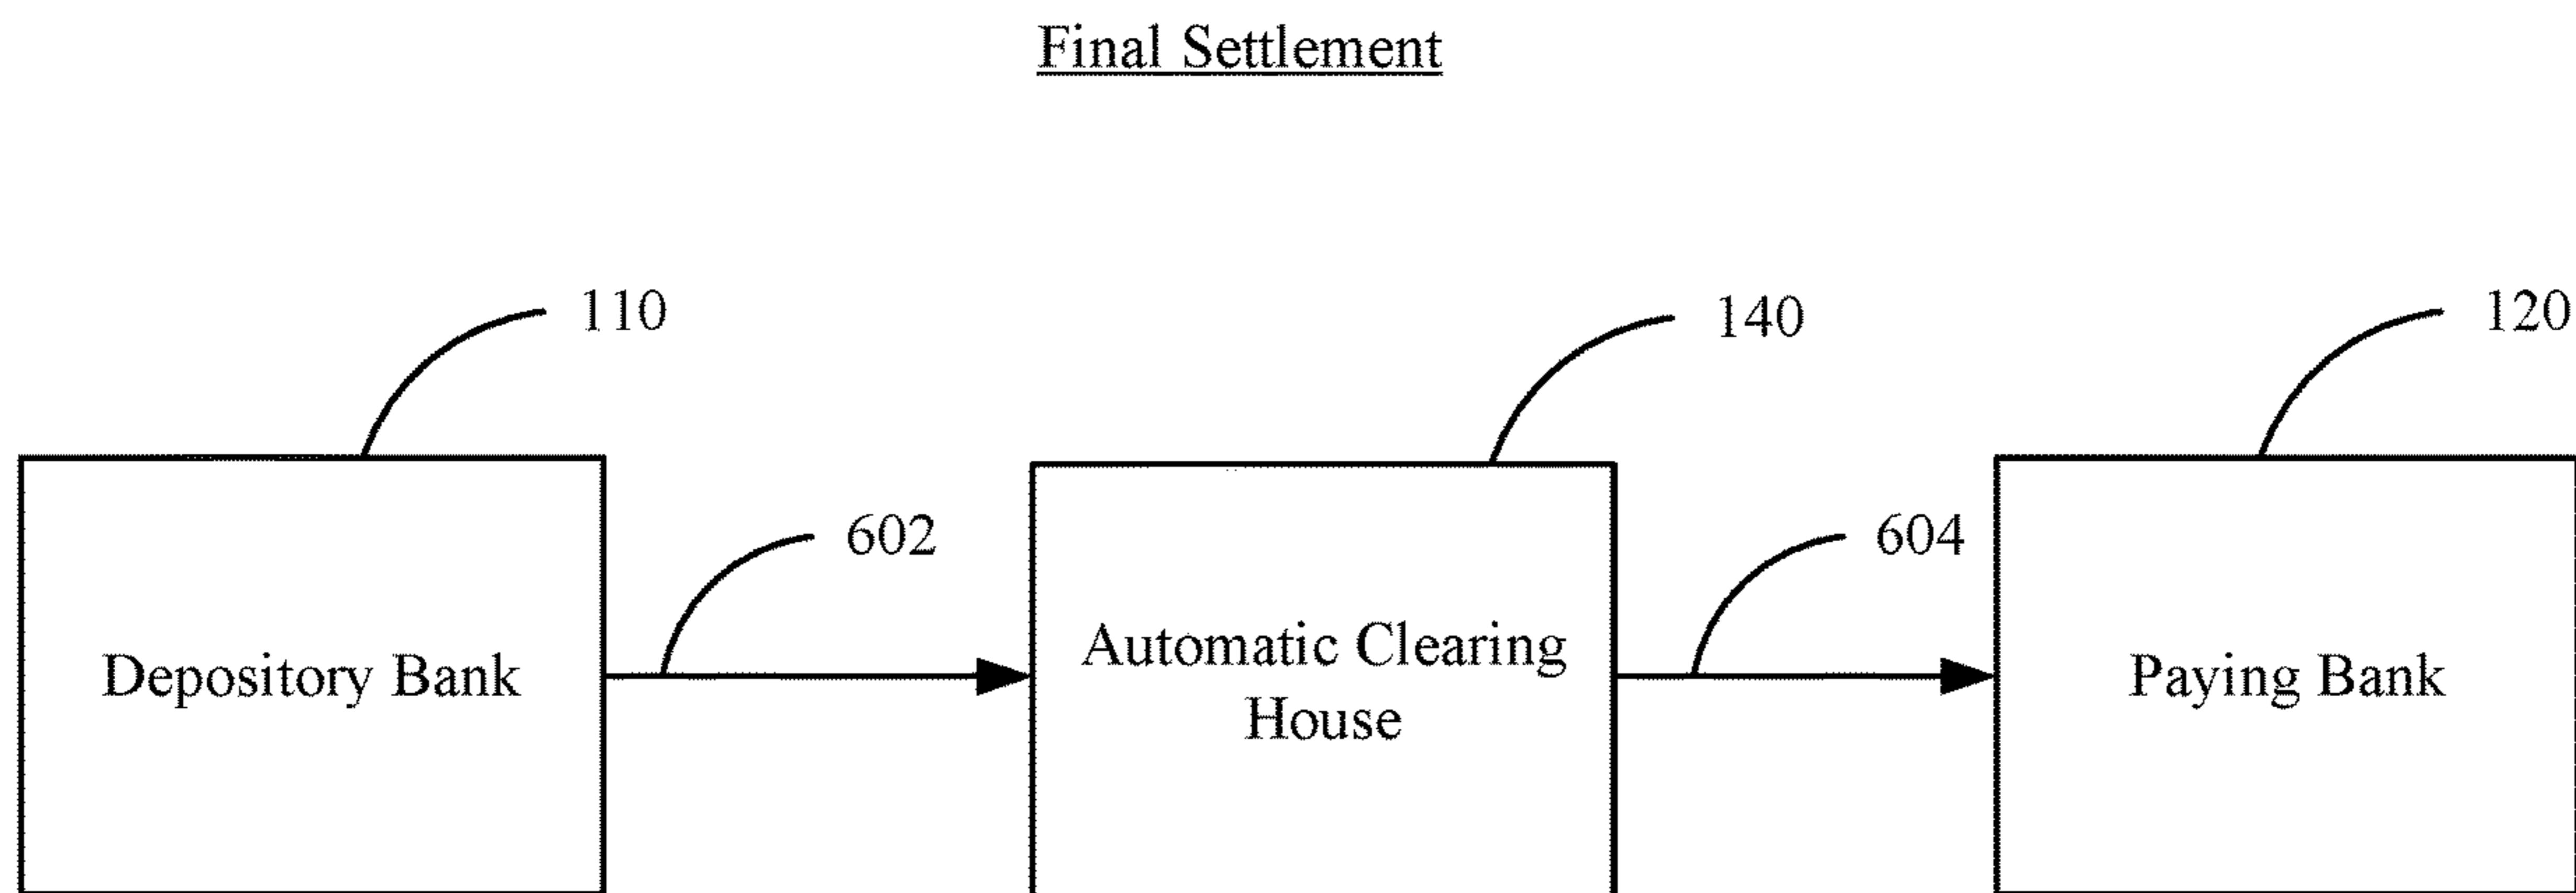 Final Settlement
110
140
120
602
604
Depository Bank
Automatic Clearing
House
Paying Bank